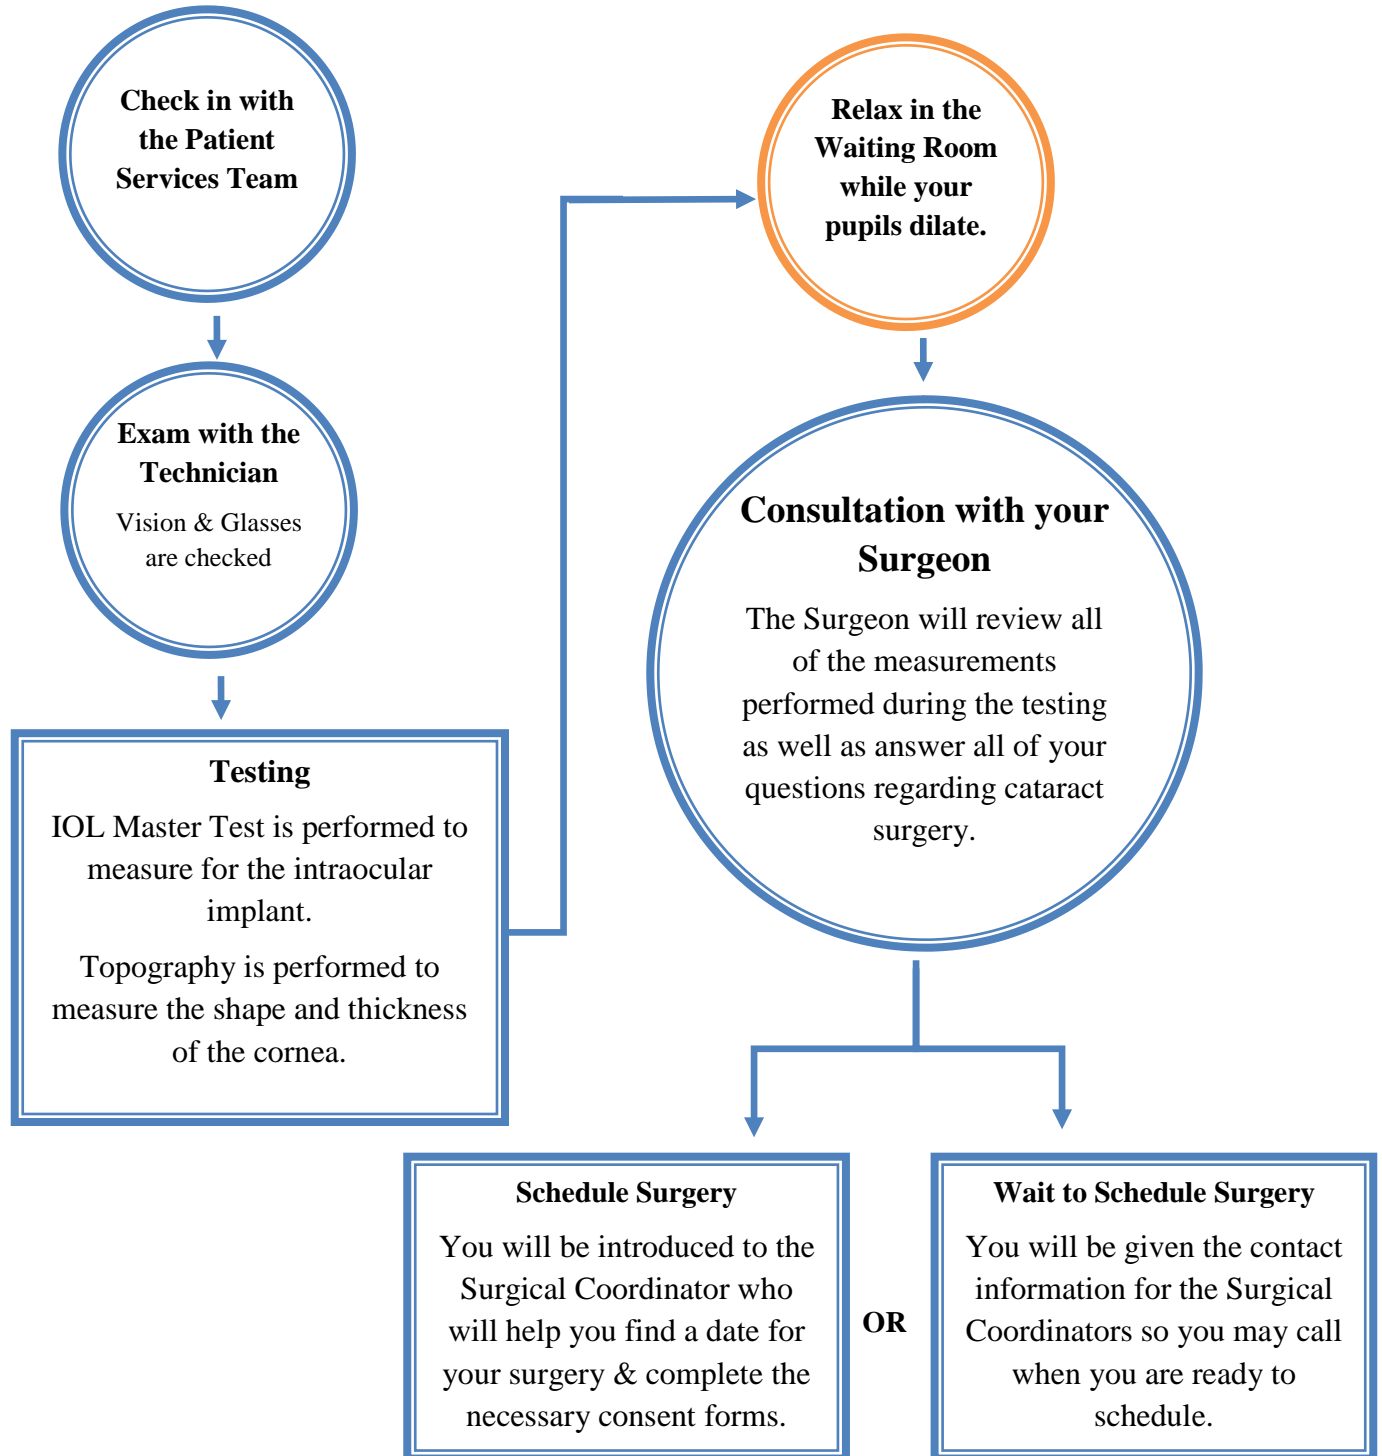 Check in with
the Patient
Services Team
Exam with the
Technician
Vision & Glasses
are checked
Testing
IOL Master Test is performed to
measure for the intraocular
implant.
Topography is performed to
measure the shape and thickness
of the cornea.
Relax in the
Waiting Room
while your
pupils dilate.
Consultation with your
Surgeon
The Surgeon will review all
of the measurements
performed during the testing
as well as answer all of your
questions regarding cataract
surgery.
Schedule Surgery
You will be introduced to the
Surgical Coordinator who
will help you find a date for
your surgery & complete the
necessary consent forms.
OR
Wait to Schedule Surgery
You will be given the contact
information for the Surgical
Coordinators so you may call
when you are ready to
schedule.